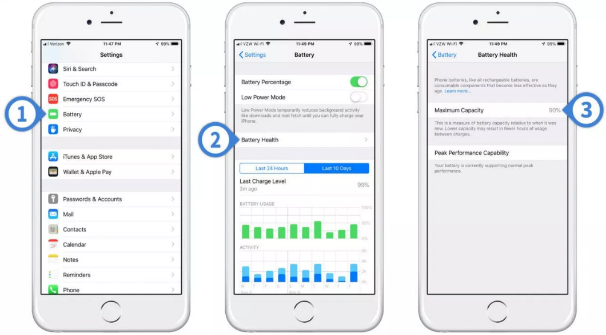 1
Verizon 11:47 PM 89%
Settings
Siri & Search
Touch ID & Passcode
SOS Emergency SOS
Battery
Privacy
iTunes & App Store
Wallet & Apple Pay
Passwords & Accounts
Mail
Contacts
Calendar
Notes
Reminders
Phone
2
VZW Wi-Fi 11:49 PM
Settings Battery
Battery Percentage
Low Power Mode
Low Power Mode temporarily reduces background activity
like downloads and mail fetch until you can fully charge your
iPhone.
Battery Health
Last 24 Hours Last 10 Days
Last Charge Level 99%
3m ago
BATTERY USAGE
100%
ACTIVITY
3
VZW Wi-Fi 11:49 PM
Battery Battery Health
Phone batteries, like all rechargeable batteries, are
consumable components that become less effective as they
age. Learn more...
Maximum Capacity 90%
This is a measure of battery capacity relative to when it was
new. Lower capacity may result in fewer hours of usage
between charges.
Peak Performance Capability
Your battery is currently supporting normal peak
performance.